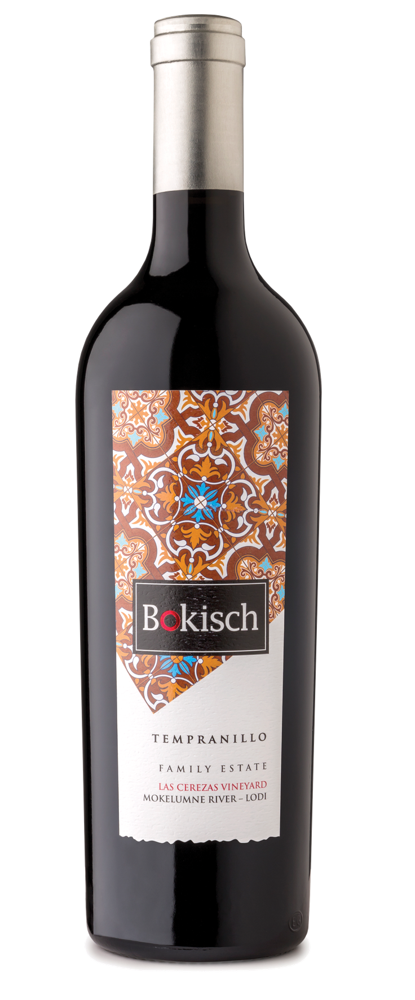 Bokisch
TEMPRANILLO
FAMILY ESTATE
LAS CEREZAS VINEYARD
MOKELUMNE RIVER – LODI